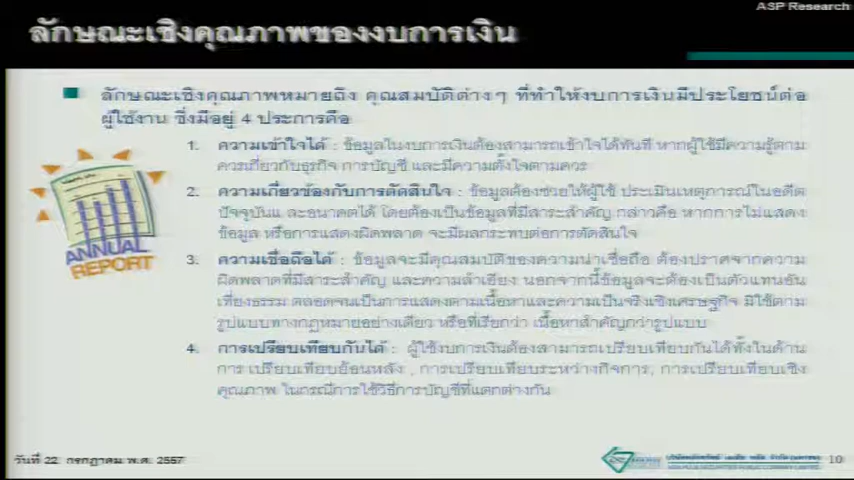 ASP Research
ลักษณะเชิงคุณภาพของงบการเงิน
ลักษณะเชิงคุณภาพหมายถึง คุณสมบัติต่างๆ ที่ทำให้งบการเงินมีประโยชน์ต่อ
ผู้ใช้งาน ซึ่งมีอยู่ 4 ประการคือ
1. ความเข้าใจได้ : ข้อมูลในงบการเงินต้องสามารถเข้าใจได้ทันที หากผู้ใช้มีความรู้ตาม
ควรเกี่ยวกับธุรกิจ การบัญชี และมีความตั้งใจตามควร
2. ความเกี่ยวข้องกับการตัดสินใจ : ข้อมูลต้องช่วยให้ผู้ใช้ ประเมินเหตุการณ์ในอดีต
ปัจจุบันและอนาคตได้ โดยต้องเป็นข้อมูลที่มีสาระสำคัญ กล่าวคือ หากการไม่แสดง
ข้อมูล หรือการแสดงผิดพลาด จะมีผลกระทบต่อการตัดสินใจ
3. ความเชื่อถือได้ : ข้อมูลจะมีคุณสมบัติของความน่าเชื่อถือ ต้องปราศจากความ
ผิดพลาดที่มีสาระสำคัญ และความลำเอียง นอกจากนี้ข้อมูลจะต้องเป็นตัวแทนอัน
เที่ยงธรรม ตลอดจนเป็นการแสดงตามเนื้อหาและความเป็นจริงเชิงเศรษฐกิจ มิใช่ตาม
รูปแบบทางกฎหมายอย่างเดียว หรือที่เรียกว่า เนื้อหาสำคัญกว่ารูปแบบ
4. การเปรียบเทียบกันได้ : ผู้ใช้งบการเงินต้องสามารถเปรียบเทียบกันได้ทั้งในด้าน
การ เปรียบเทียบย้อนหลัง , การเปรียบเทียบระหว่างกิจการ, การเปรียบเทียบเชิง
คุณภาพ ในกรณีการใช้วิธีการบัญชีที่แตกต่างกัน
ANNUAL
REPORT
วันที่ 22 กรกฎาคม พ.ศ. 2557
10